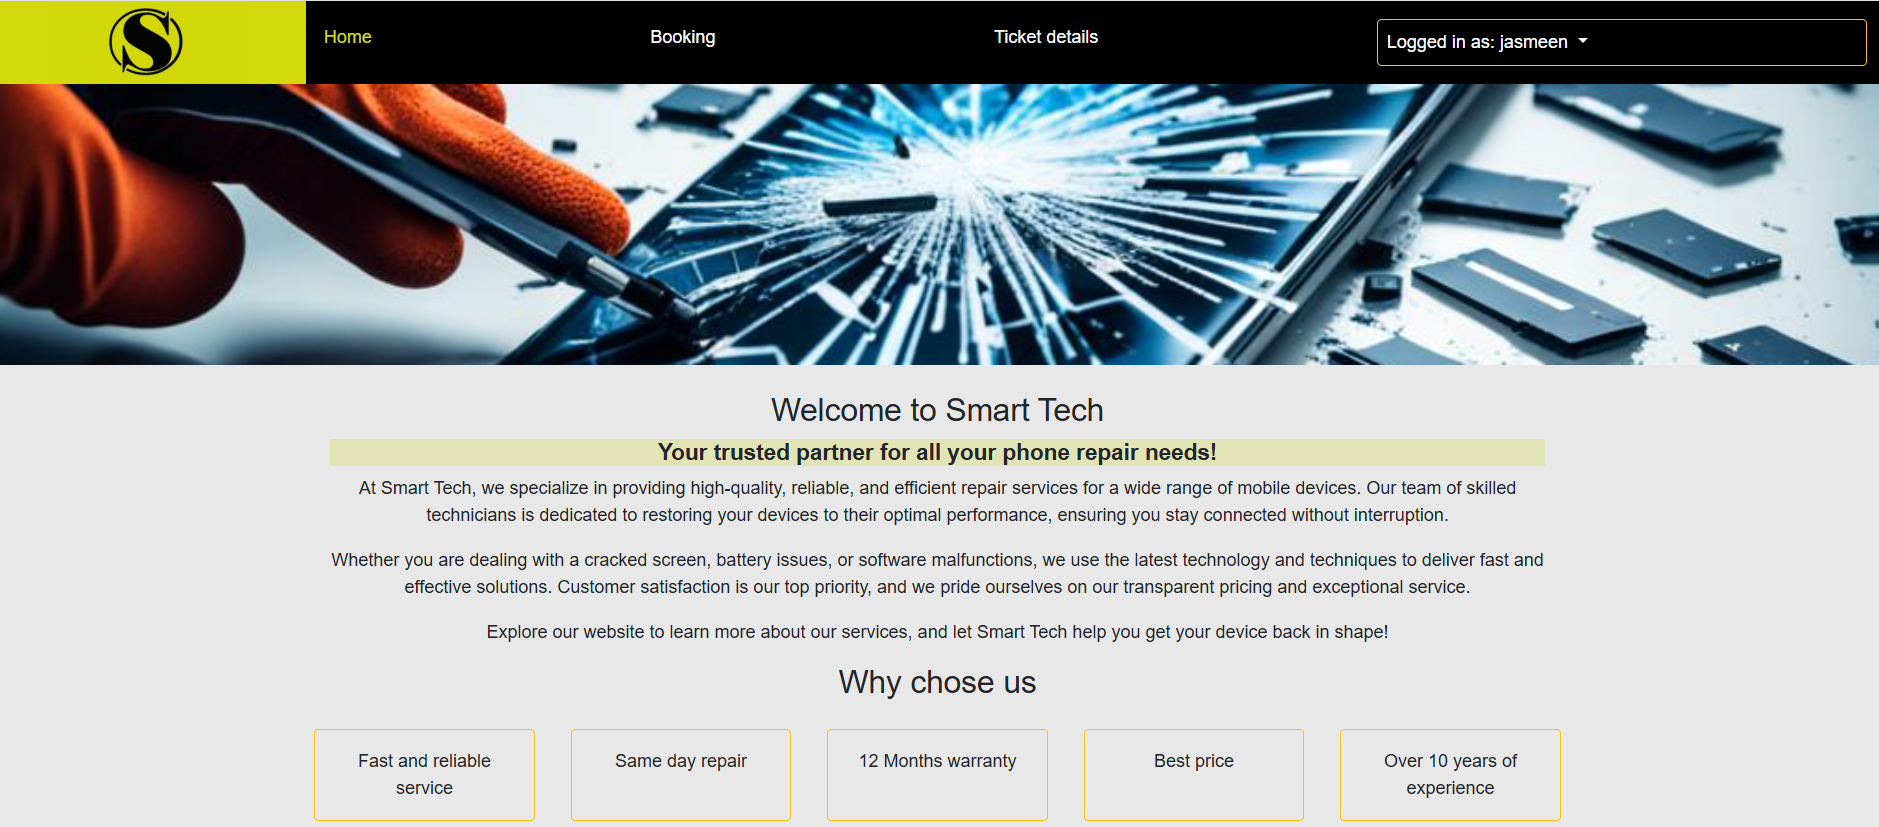 S
Home
Booking
Ticket details
Logged in as: jasmeen
Welcome to Smart Tech
Your trusted partner for all your phone repair needs!
At Smart Tech, we specialize in providing high-quality, reliable, and efficient repair services for a wide range of mobile devices. Our team of skilled
technicians is dedicated to restoring your devices to their optimal performance, ensuring you stay connected without interruption.
Whether you are dealing with a cracked screen, battery issues, or software malfunctions, we use the latest technology and techniques to deliver fast and
effective solutions. Customer satisfaction is our top priority, and we pride ourselves on our transparent pricing and exceptional service.
Explore our website to learn more about our services, and let Smart Tech help you get your device back in shape!
Why chose us
Fast and reliable
service
Same day repair
12 Months warranty
Best price
Over 10 years of
experience